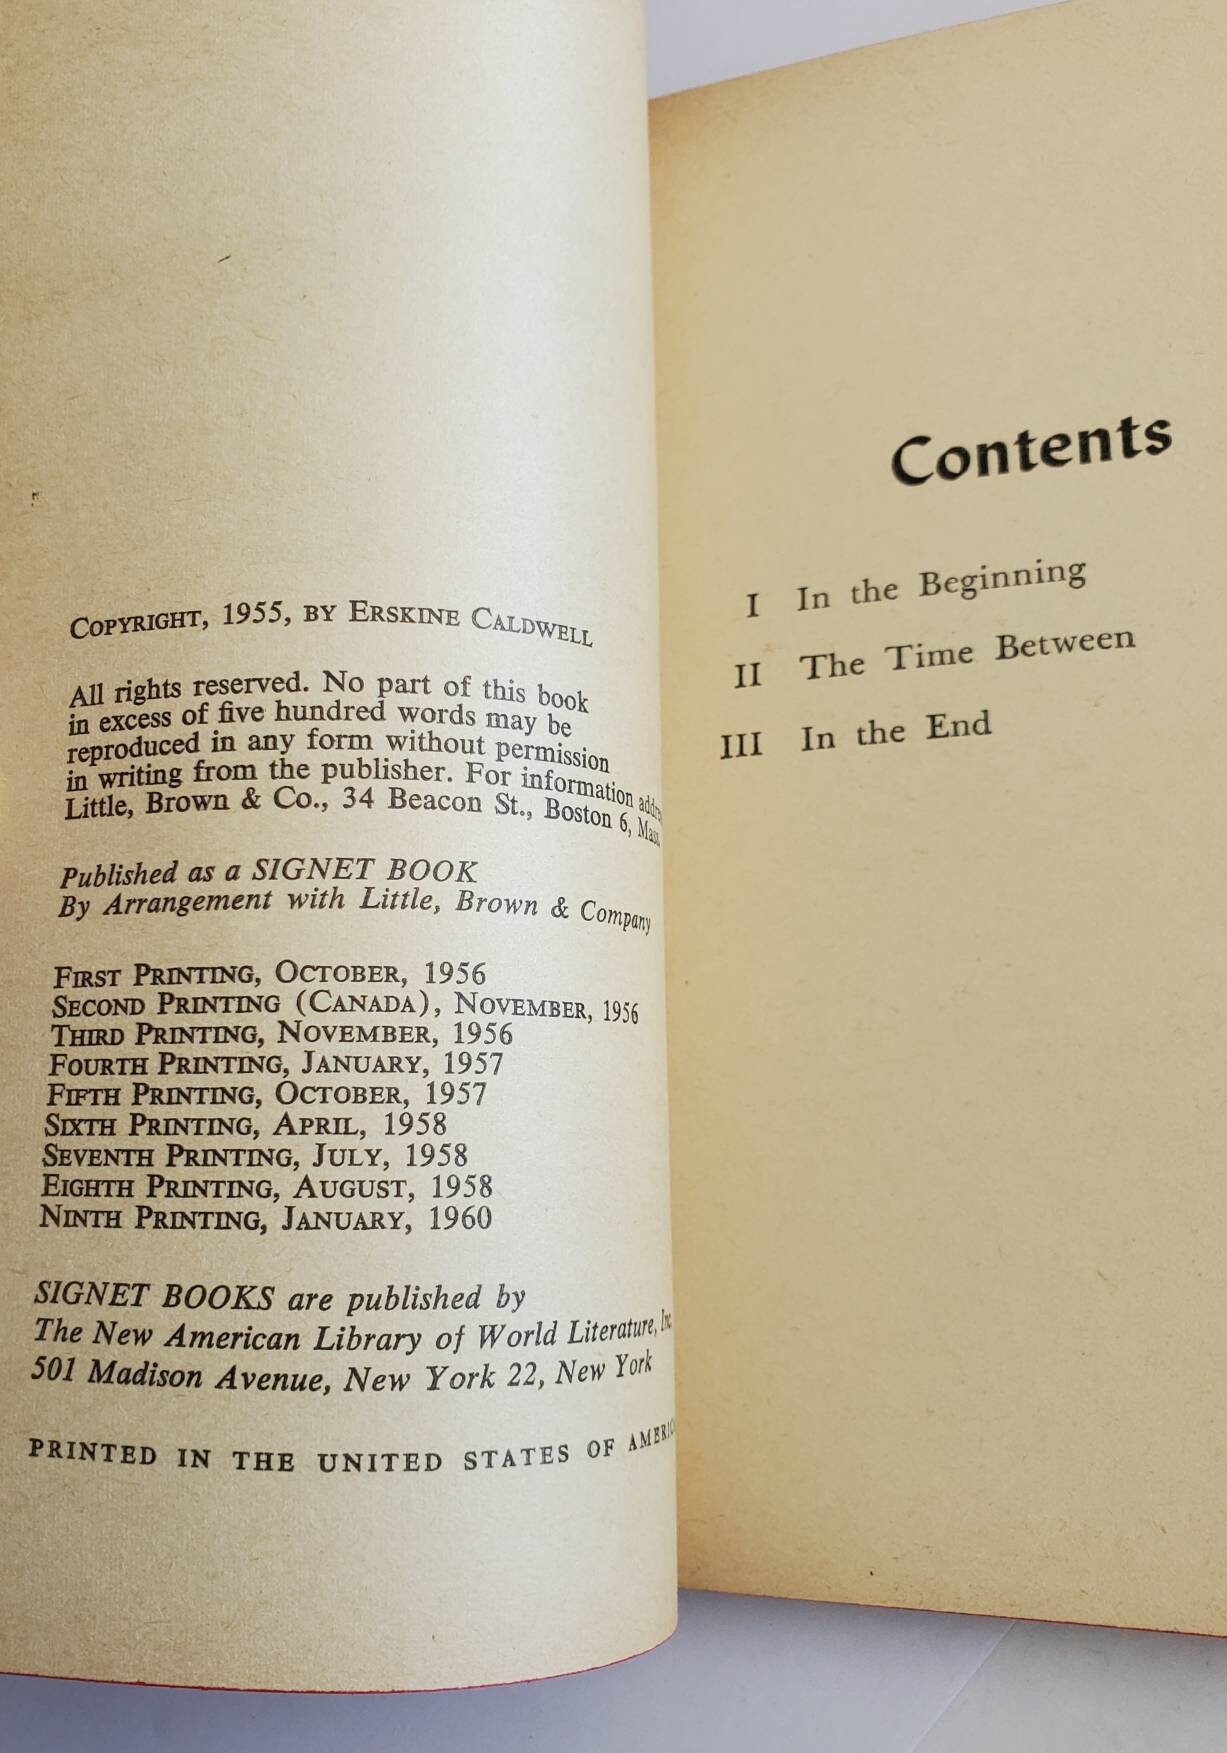 COPYRIGHT, 1955, BY ERSKINE CALDWELL
All rights reserved. No part of this book
in excess of five hundred words may be
reproduced in any form without permission
in writing from the publisher. For information
Little, Brown & Co., 34 Beacon St., Boston 6, Mass.
Published as a SIGNET BOOK
By Arrangement with Little, Brown & Company
FIRST PRINTING, OCTOBER, 1956
SECOND PRINTING (CANADA), NOVEMBER, 1956
THIRD PRINTING, NOVEMBER, 1956
FOURTH PRINTING, JANUARY, 1957
FIFTH PRINTING, OCTOBER, 1957
SIXTH PRINTING, APRIL, 1958
SEVENTH PRINTING, JULY, 1958
EIGHTH PRINTING, AUGUST, 1958
NINTH PRINTING, JANUARY, 1960
SIGNET BOOKS are published by
The New American Library of World Literature, Inc.
501 Madison Avenue, New York 22, New York
PRINTED IN THE UNITED STATES OF AMERICA
Contents
I In the Beginning
II The Time Between
III In the End